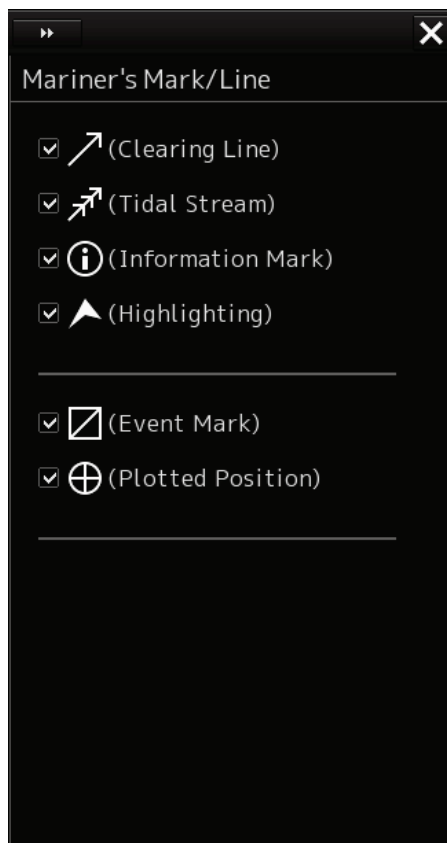 Mariner's Mark/Line
(Clearing Line)
(Tidal Stream)
(Information Mark)
(Highlighting)
(Event Mark)
(Plotted Position)